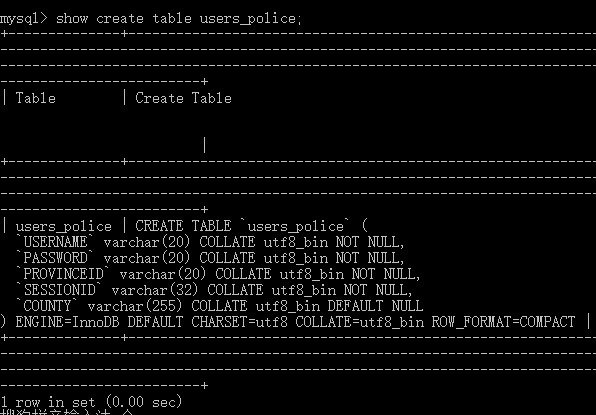 mysql> show create table users_police;
+--------------+-----------------------------------------------------------
---------------------------------------------------------------------------
---------------------------------------------------------------------------
-------------------------+
| Table        | Create Table
                         |
+--------------+-----------------------------------------------------------
---------------------------------------------------------------------------
---------------------------------------------------------------------------
-------------------------+
| users_police | CREATE TABLE `users_police` (
  `USERNAME` varchar(20) COLLATE utf8_bin NOT NULL,
  `PASSWORD` varchar(20) COLLATE utf8_bin NOT NULL,
  `PROVINCEID` varchar(20) COLLATE utf8_bin NOT NULL,
  `SESSIONID` varchar(32) COLLATE utf8_bin NOT NULL,
  `COUNTY` varchar(255) COLLATE utf8_bin DEFAULT NULL
) ENGINE=InnoDB DEFAULT CHARSET=utf8 COLLATE=utf8_bin ROW_FORMAT=COMPACT |
+--------------+-----------------------------------------------------------
---------------------------------------------------------------------------
---------------------------------------------------------------------------
-------------------------+
1 row in set (0.00 sec)